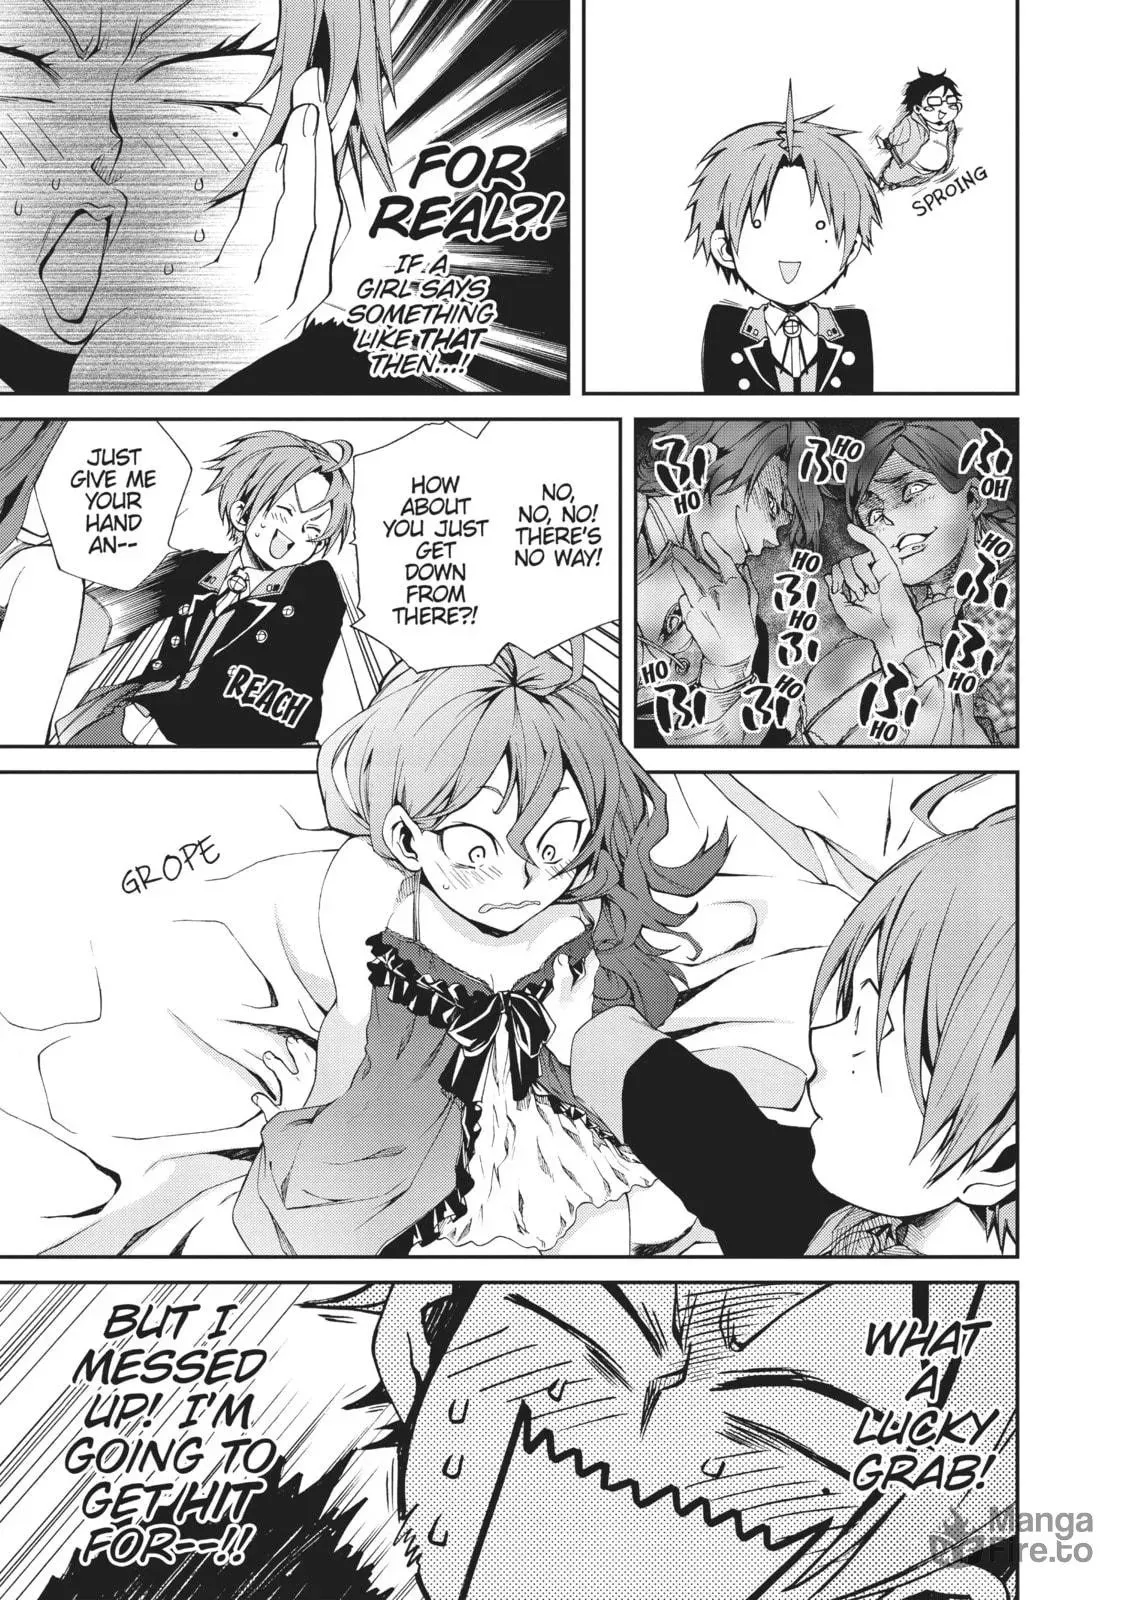 SPROING
FOR
REAL?!
IF A
GIRL SAYS
SOMETHING
LIKE THAT
THEN...!
ふ
OH
ふ
HO
ふ
HO
ふ
HO
ふ
HO
ふ
HO
ふ
HO
ふ
HO
ふ
HO
ふ
HO
NO,
NO, NO!
THERE'S
NO WAY!
HOW
ABOUT
YOU JUST
GET
DOWN
FROM
THERE?!
JUST
GIVE ME
YOUR
HAND
AN--
REACH
GROPE
WHAT
A
LUCKY
GRAB!
BUT I
MESSED
UP! I'M
GOING TO
GET HIT
FOR--!!
Manga
Fire.to